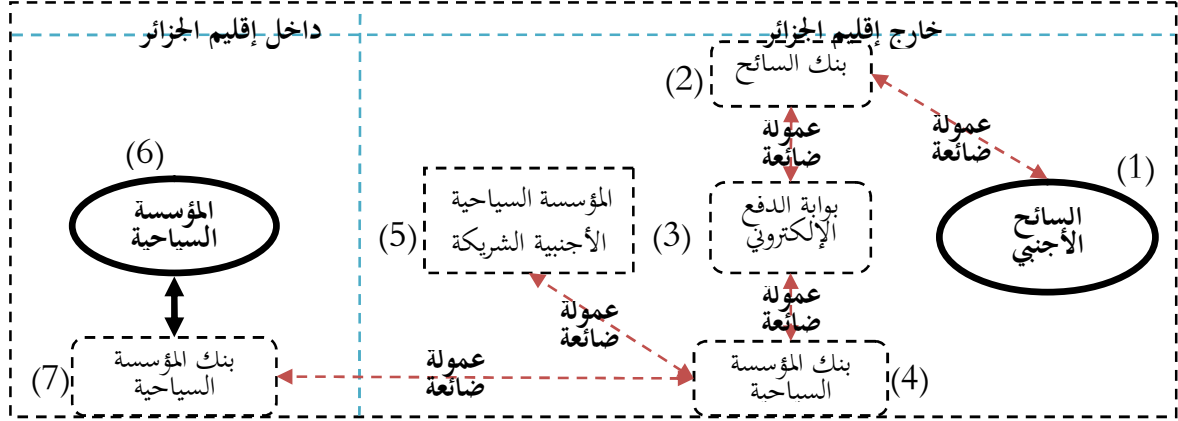 خارج إقليم الجزائر
داخل إقليم الجزائر
بنك السائح
(2)
عمولة
ضائعة
عمولة
ضائعة
(1)
السائح
الأجنبي
بوابة الدفع
الإلكتروني
(3)
المؤسسة السياحية
الأجنبية الشريكة
(5)
(6)
المؤسسة
السياحية
عمولة
ضائعة
عمولة
ضائعة
بنك المؤسسة
السياحية
(4)
عمولة
ضائعة
بنك المؤسسة
السياحية
(7)